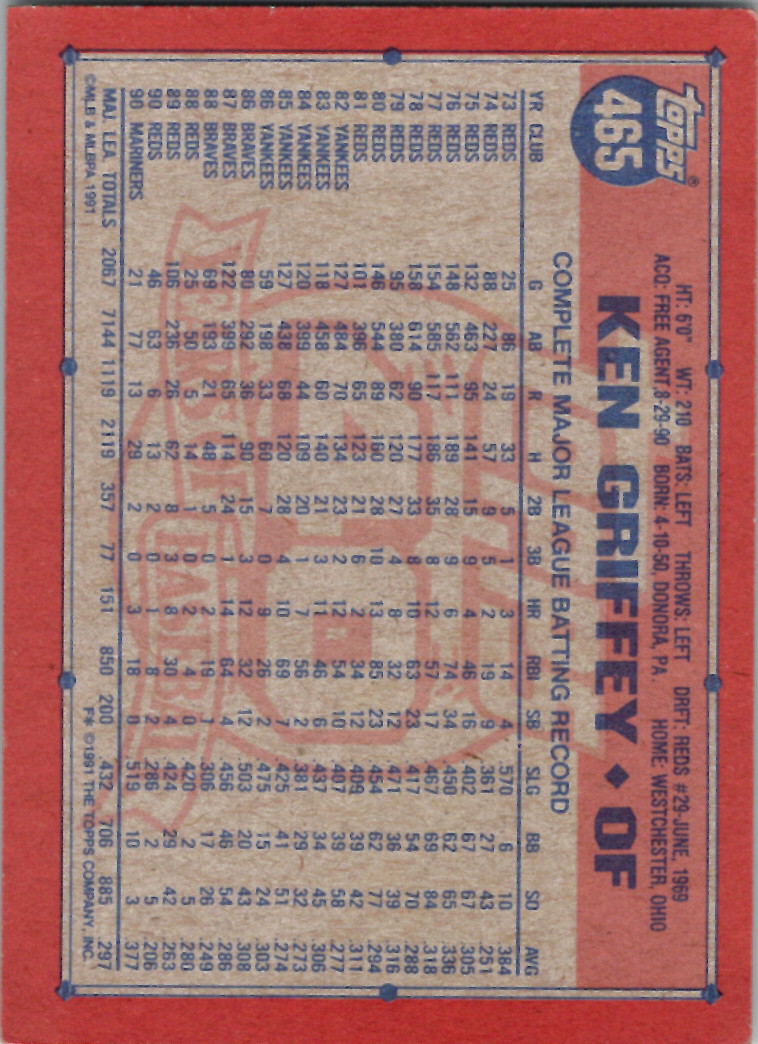 Topps®
465
HT: 6'0" WT: 210 BATS: LEFT THROWS: LEFT DRFT: REDS #29-JUNE, 1969
ACQ: FREE AGENT, 8-29-90 BORN: 4-10-50, DONORA, PA. HOME: WESTCHESTER, OHIO
KEN GRIFFEY ◆ OF
COMPLETE MAJOR LEAGUE BATTING RECORD
YR CLUB G AB R H 2B 3B HR RBI SB SLG BB SO AVG
73 REDS 25 86 19 33 5 1 3 14 4 .570 6 10 .384
74 REDS 88 227 24 57 9 5 2 19 9 .361 27 43 .251
75 REDS 132 463 95 141 15 9 4 46 16 .402 67 67 .305
76 REDS 148 562 111 189 28 9 6 74 34 .450 62 65 .336
77 REDS 154 585 117 186 35 8 12 57 17 .467 69 84 .318
78 REDS 158 614 90 177 33 8 10 63 23 .417 54 70 .288
79 REDS 95 380 62 120 27 4 8 32 12 .471 36 39 .316
80 REDS 146 544 89 160 28 10 13 85 23 .454 62 77 .294
81 REDS 101 396 65 123 21 6 2 34 12 .409 39 42 .311
82 YANKEES 127 484 70 134 23 2 12 54 10 .407 39 58 .277
83 YANKEES 118 458 60 140 21 3 11 46 6 .437 34 45 .306
84 YANKEES 120 399 44 109 20 1 7 56 2 .381 29 32 .273
85 YANKEES 127 438 68 120 28 4 10 69 7 .425 41 51 .274
86 YANKEES 59 198 33 60 7 0 9 26 2 .475 15 24 .303
86 BRAVES 80 292 36 90 15 3 12 32 12 .503 20 43 .308
87 BRAVES 122 399 65 114 24 1 14 64 4 .456 46 54 .286
88 BRAVES 69 193 21 48 5 0 2 19 1 .306 17 26 .249
88 REDS 25 50 5 14 1 0 2 4 0 .420 2 5 .280
89 REDS 106 236 26 62 8 3 8 30 4 .424 29 42 .263
90 REDS 46 63 6 13 2 0 1 8 2 .286 2 5 .206
90 MARINERS 21 77 13 29 2 0 3 18 0 .519 10 3 .377
MAJ. LEA. TOTALS 2067 7144 1119 2119 357 77 151 850 200 .432 706 885 .297
©MLB & MLBPA 1991 F* ©1991 THE TOPPS COMPANY, INC.
YEARS OF BASEBALL